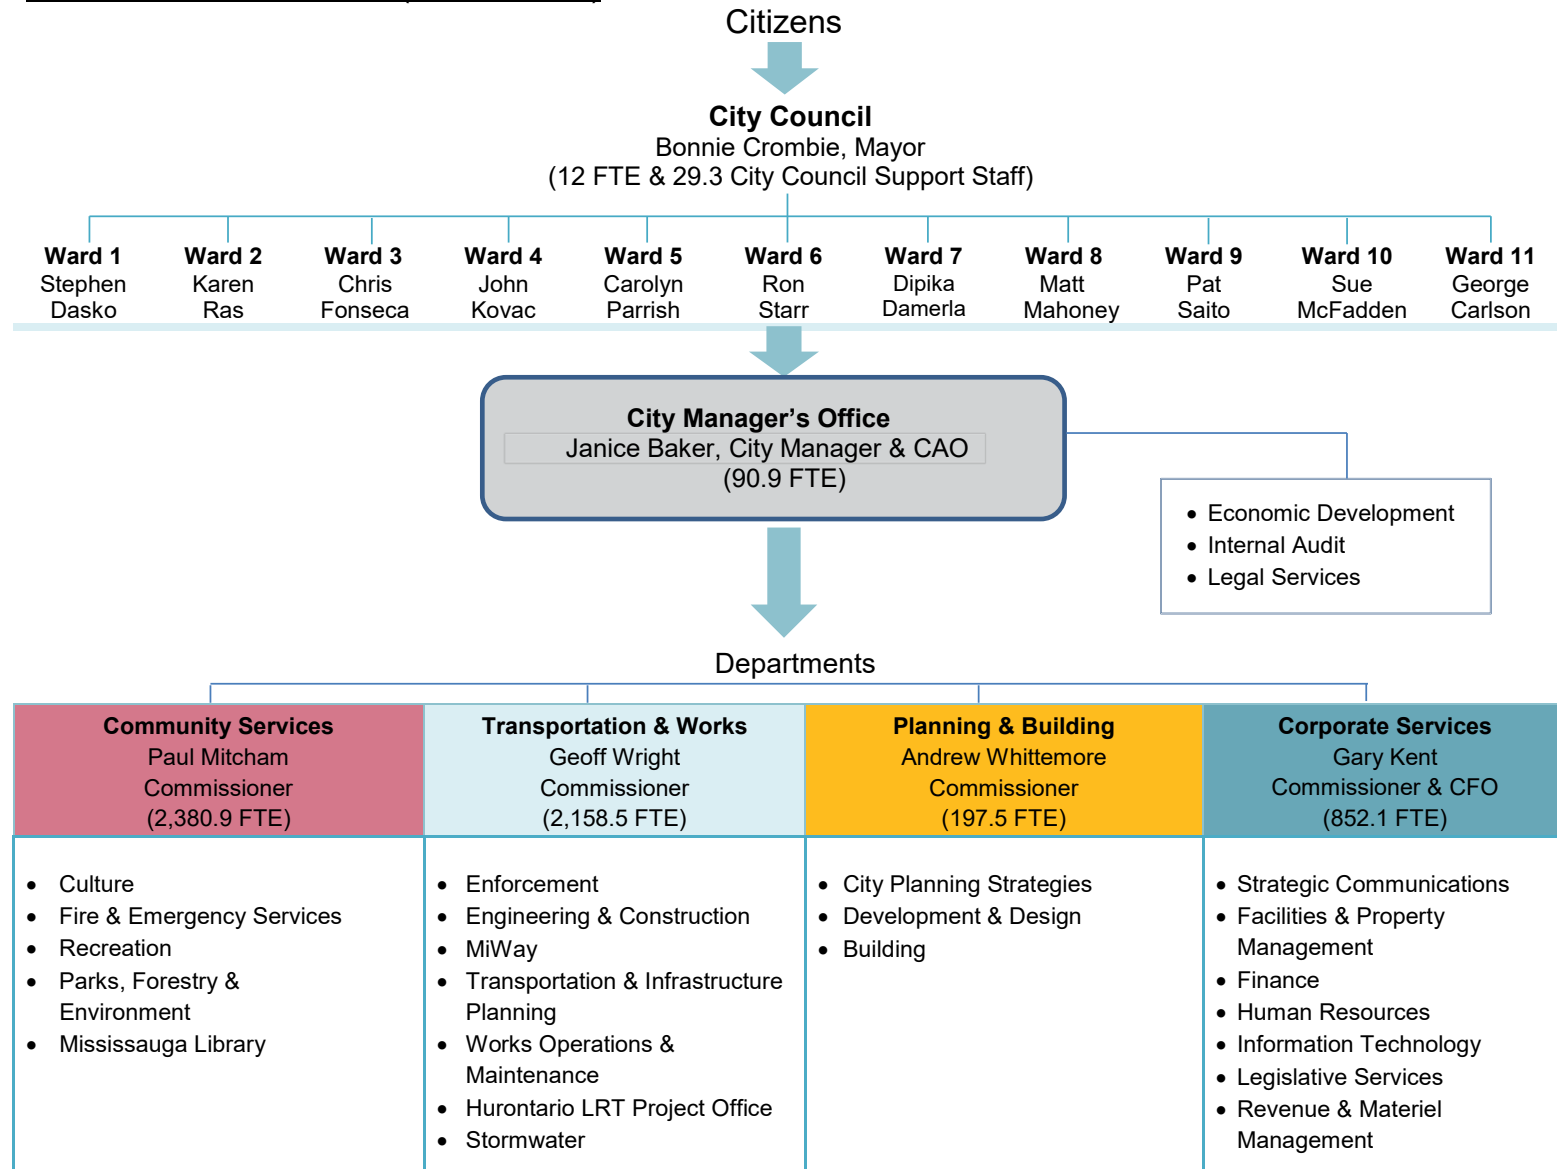 Citizens
City Council
Bonnie Crombie, Mayor
(12 FTE & 29.3 City Council Support Staff)
Ward 1
Stephen
Dasko
Ward 2
Karen
Ras
Ward 3
Chris
Fonseca
Ward 4
John
Kovac
Ward 5
Carolyn
Parrish
Ward 6
Ron
Starr
Ward 7
Dipika
Damerla
Ward 8
Matt
Mahoney
Ward 9
Pat
Saito
Ward 10
Sue
McFadden
Ward 11
George
Carlson
City Manager’s Office
Janice Baker, City Manager & CAO
(90.9 FTE)
• Economic Development
• Internal Audit
• Legal Services
Departments
Community Services
Paul Mitcham
Commissioner
(2,380.9 FTE)
• Culture
• Fire & Emergency Services
• Recreation
• Parks, Forestry &
Environment
• Mississauga Library
Transportation & Works
Geoff Wright
Commissioner
(2,158.5 FTE)
• Enforcement
• Engineering & Construction
• MiWay
• Transportation & Infrastructure
Planning
• Works Operations &
Maintenance
• Hurontario LRT Project Office
• Stormwater
Planning & Building
Andrew Whittemore
Commissioner
(197.5 FTE)
• City Planning Strategies
• Development & Design
• Building
Corporate Services
Gary Kent
Commissioner & CFO
(852.1 FTE)
• Strategic Communications
• Facilities & Property
Management
• Finance
• Human Resources
• Information Technology
• Legislative Services
• Revenue & Materiel
Management